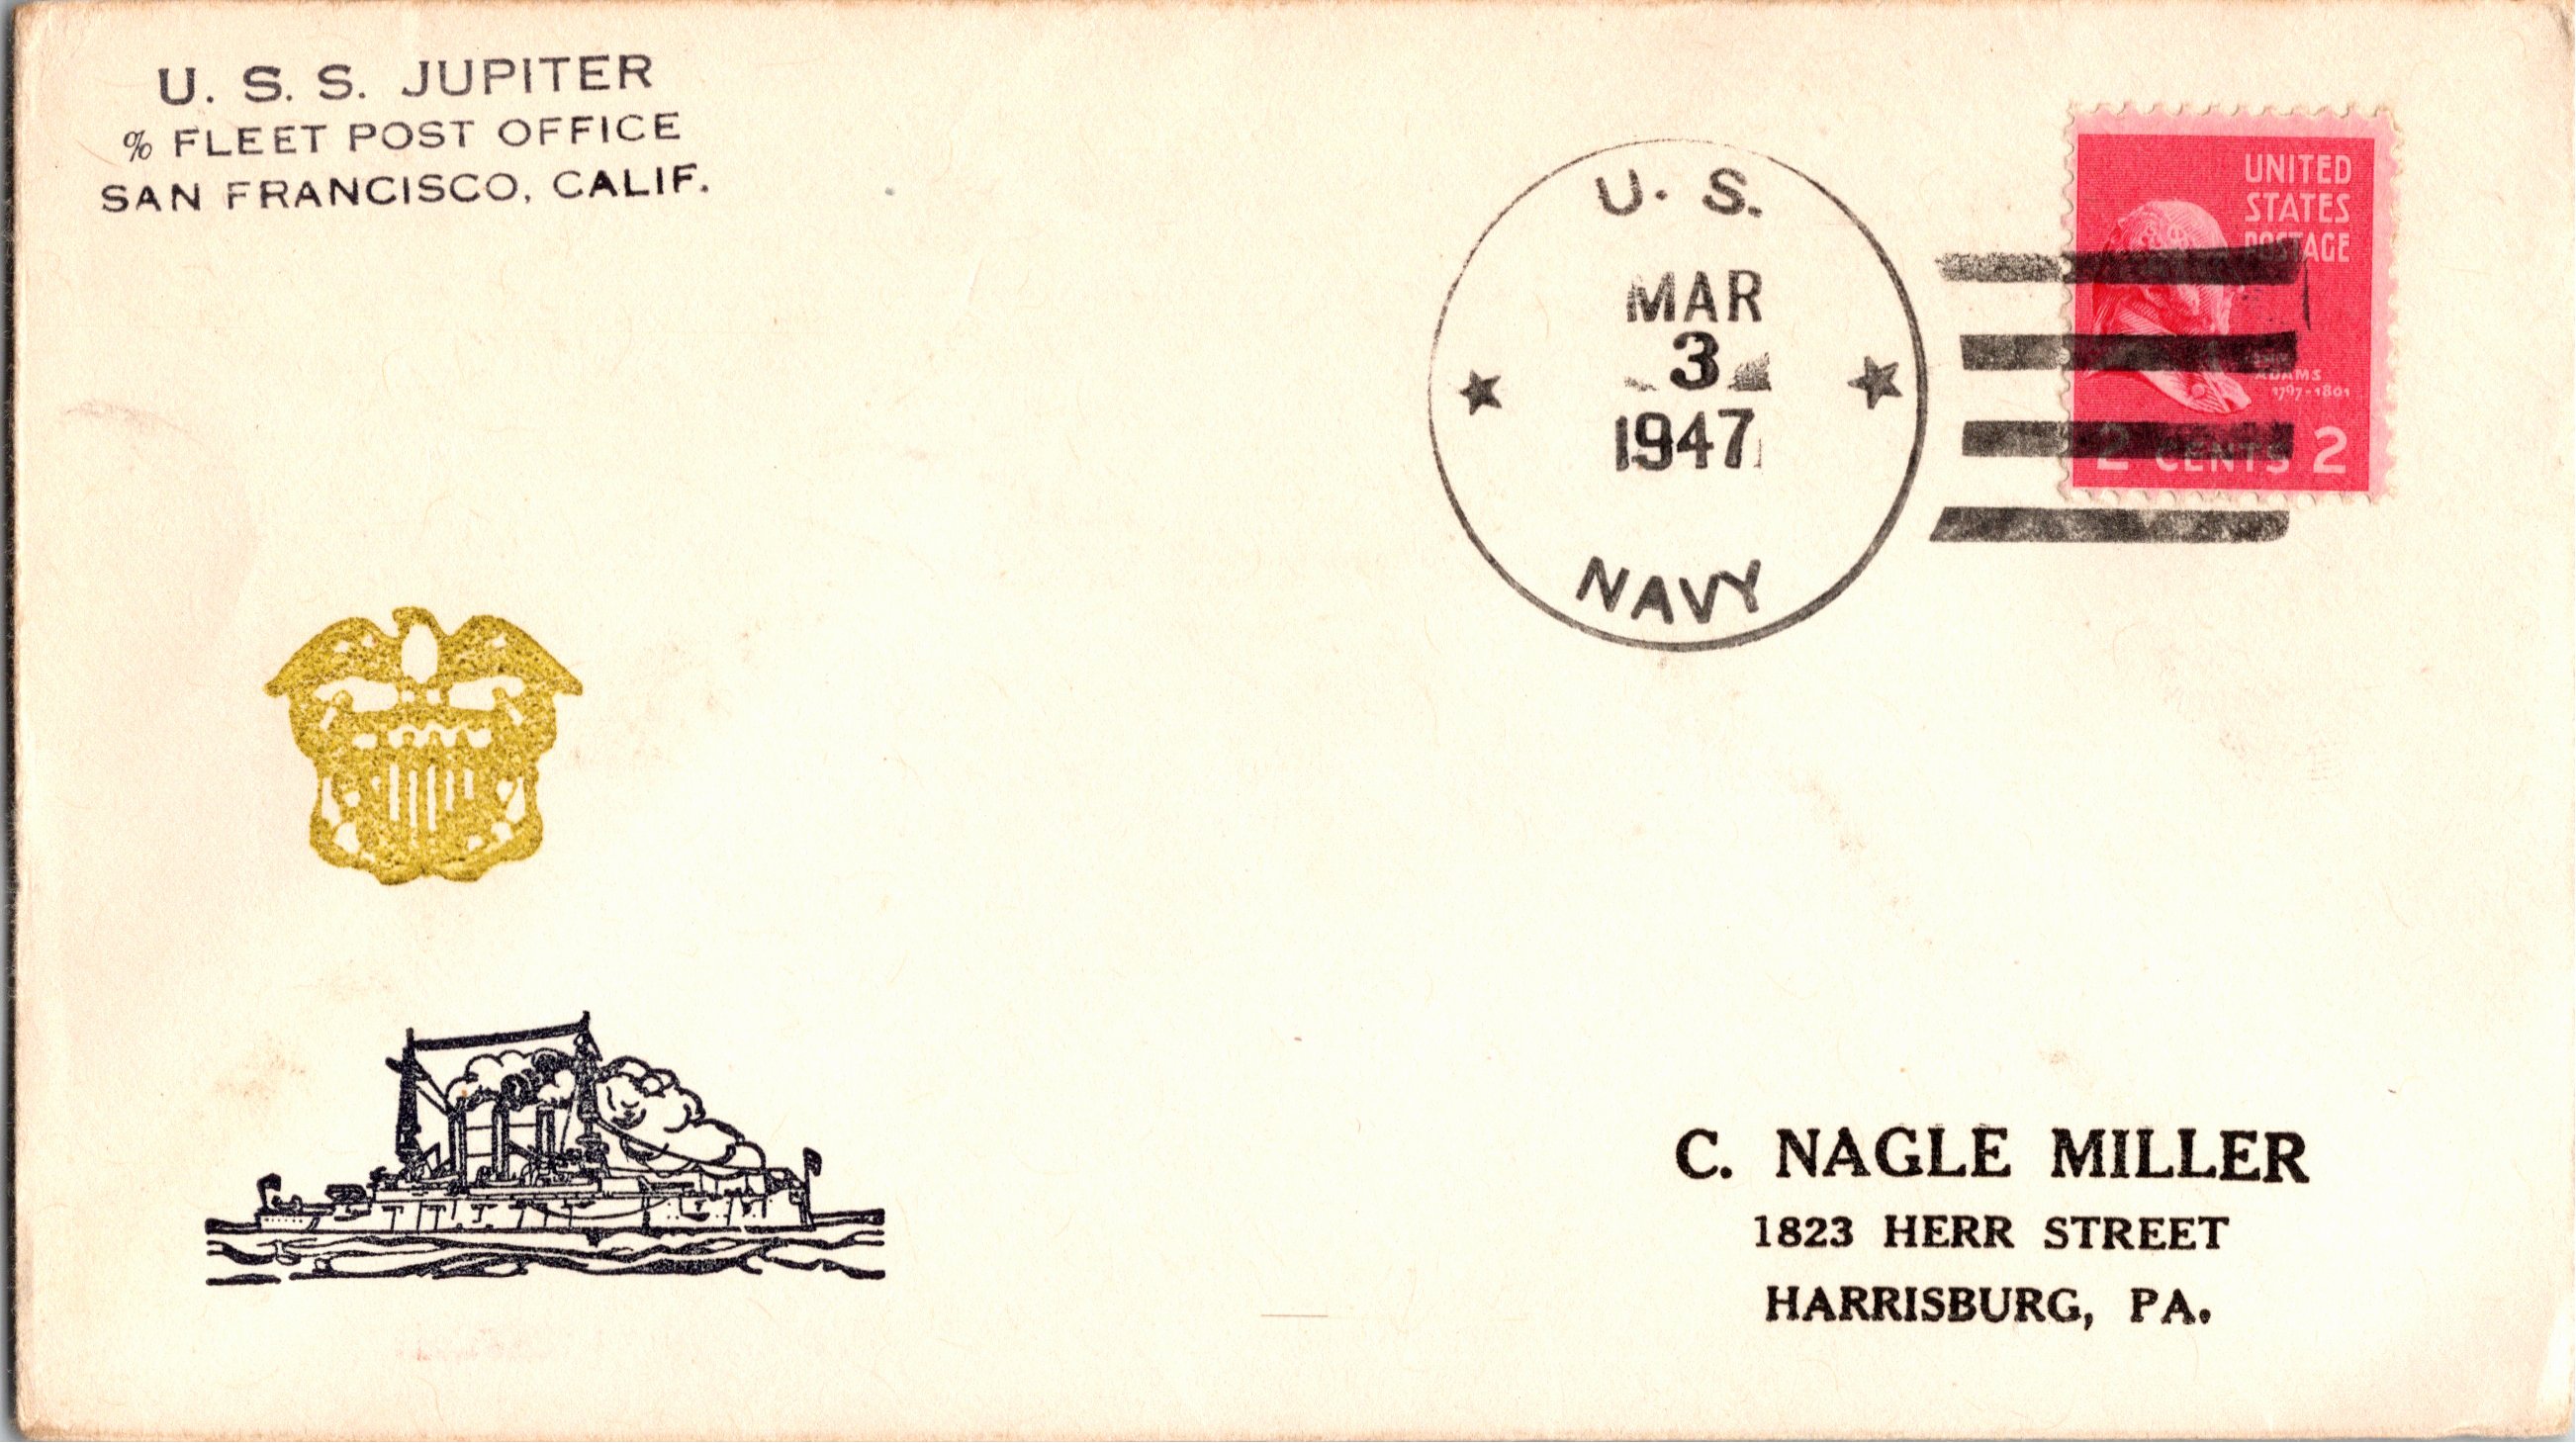 U. S. S. JUPITER
% FLEET POST OFFICE
SAN FRANCISCO, CALIF.
U. S.
MAR
3
1947
NAVY
UNITED
STATES
POSTAGE
ADAMS
1797-1801
2 CENTS 2
C. NAGLE MILLER
1823 HERR STREET
HARRISBURG, PA.